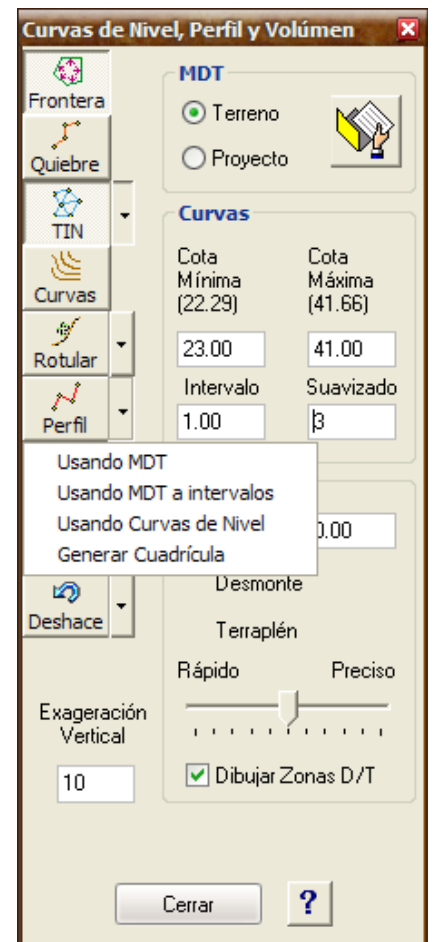 Curvas de Nivel, Perfil y Volúmen
Frontera
Quiebre
TIN
Curvas
Rotular
Perfil
MDT
Terreno
Proyecto
Curvas
Cota
Mínima
(22.29)
Cota
Máxima
(41.66)
23.00
41.00
Intervalo
Suavizado
1.00
3
Usando MDT
Usando MDT a intervalos
Usando Curvas de Nivel
Generar Cuadrícula
.00
Deshace
Desmonte
Terraplén
Rápido
Preciso
Exageración
Vertical
10
Dibujar Zonas D/T
Cerrar
?